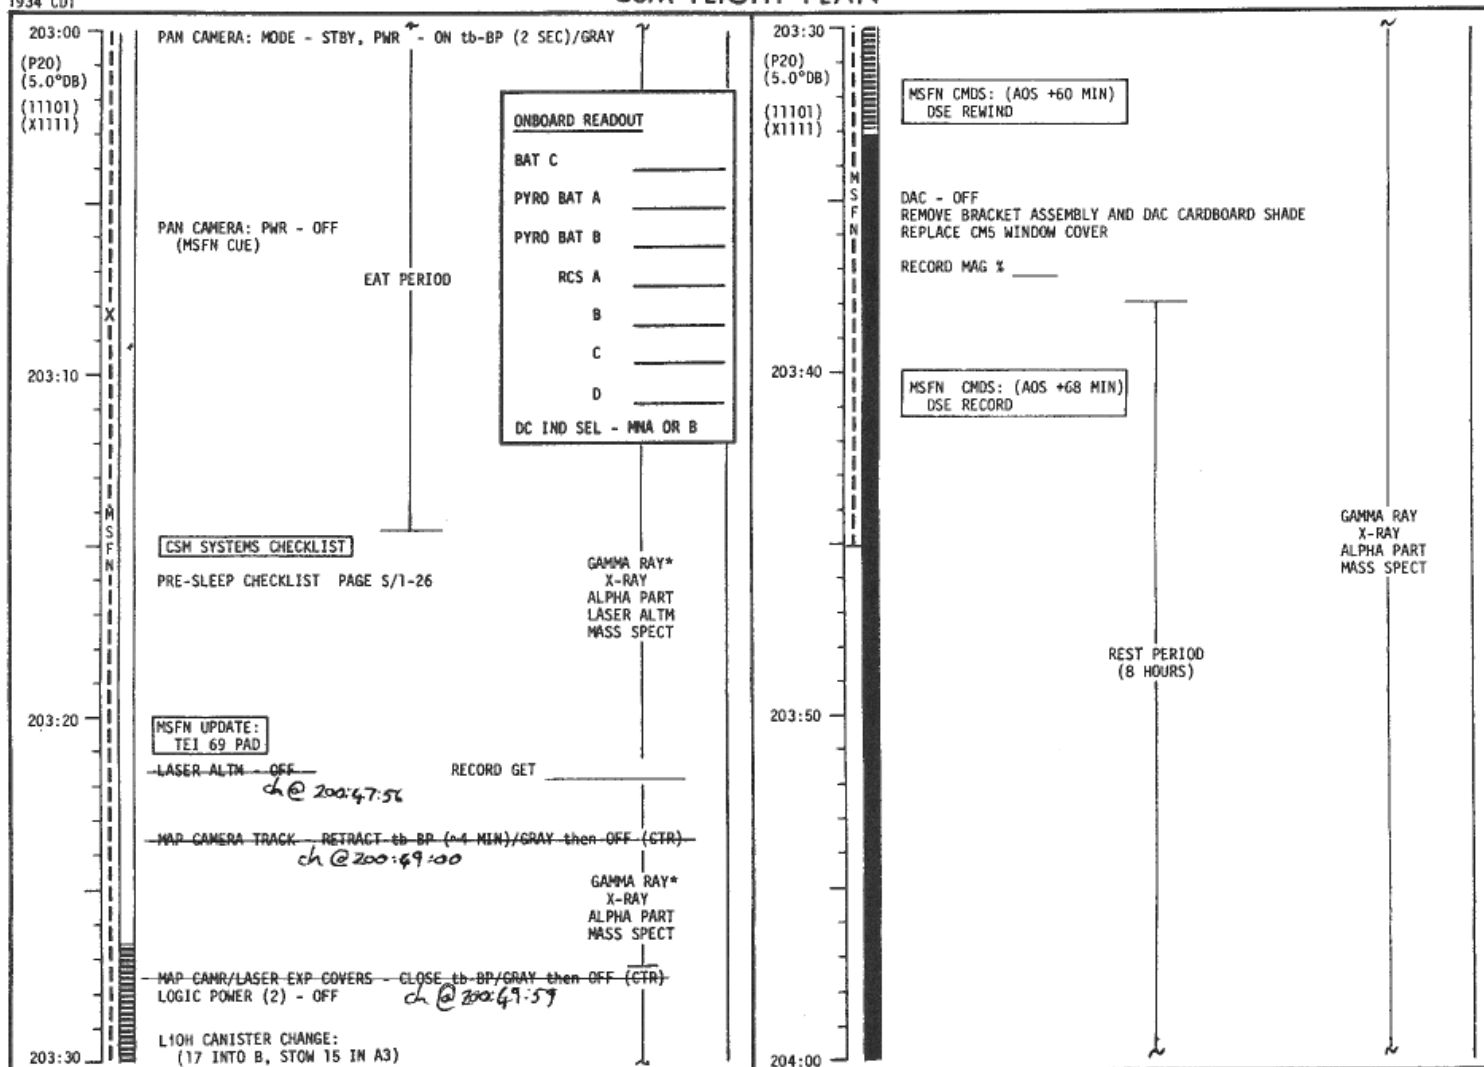 1934 CDT
CSM FLIGHT PLAN
203:00
(P20)
(5.0°DB)
(11101)
(X1111)
X
MSFN
203:10
203:20
203:30
PAN CAMERA: MODE - STBY, PWR - ON tb-BP (2 SEC)/GRAY
PAN CAMERA: PWR - OFF
(MSFN CUE)
EAT PERIOD
ONBOARD READOUT
BAT C
PYRO BAT A
PYRO BAT B
RCS A
B
C
D
DC IND SEL - MNA OR B
CSM SYSTEMS CHECKLIST
PRE-SLEEP CHECKLIST PAGE S/1-26
GAMMA RAY*
X-RAY
ALPHA PART
LASER ALTM
MASS SPECT
MSFN UPDATE:
TEI 69 PAD
LASER ALTM - OFF
RECORD GET
ch @ 200:47:56
MAP CAMERA TRACK - RETRACT tb-BP (~4 MIN)/GRAY then OFF (CTR)
ch @ 200:49:00
GAMMA RAY*
X-RAY
ALPHA PART
MASS SPECT
MAP CAMR/LASER EXP COVERS - CLOSE tb-BP/GRAY then OFF (CTR)
LOGIC POWER (2) - OFF
ch @ 200:49:59
LiOH CANISTER CHANGE:
(17 INTO B, STOW 15 IN A3)
203:30
(P20)
(5.0°DB)
(11101)
(X1111)
MSFN
203:40
203:50
204:00
MSFN CMDS: (AOS +60 MIN)
DSE REWIND
DAC - OFF
REMOVE BRACKET ASSEMBLY AND DAC CARDBOARD SHADE
REPLACE CM5 WINDOW COVER
RECORD MAG %
MSFN CMDS: (AOS +68 MIN)
DSE RECORD
GAMMA RAY
X-RAY
ALPHA PART
MASS SPECT
REST PERIOD
(8 HOURS)